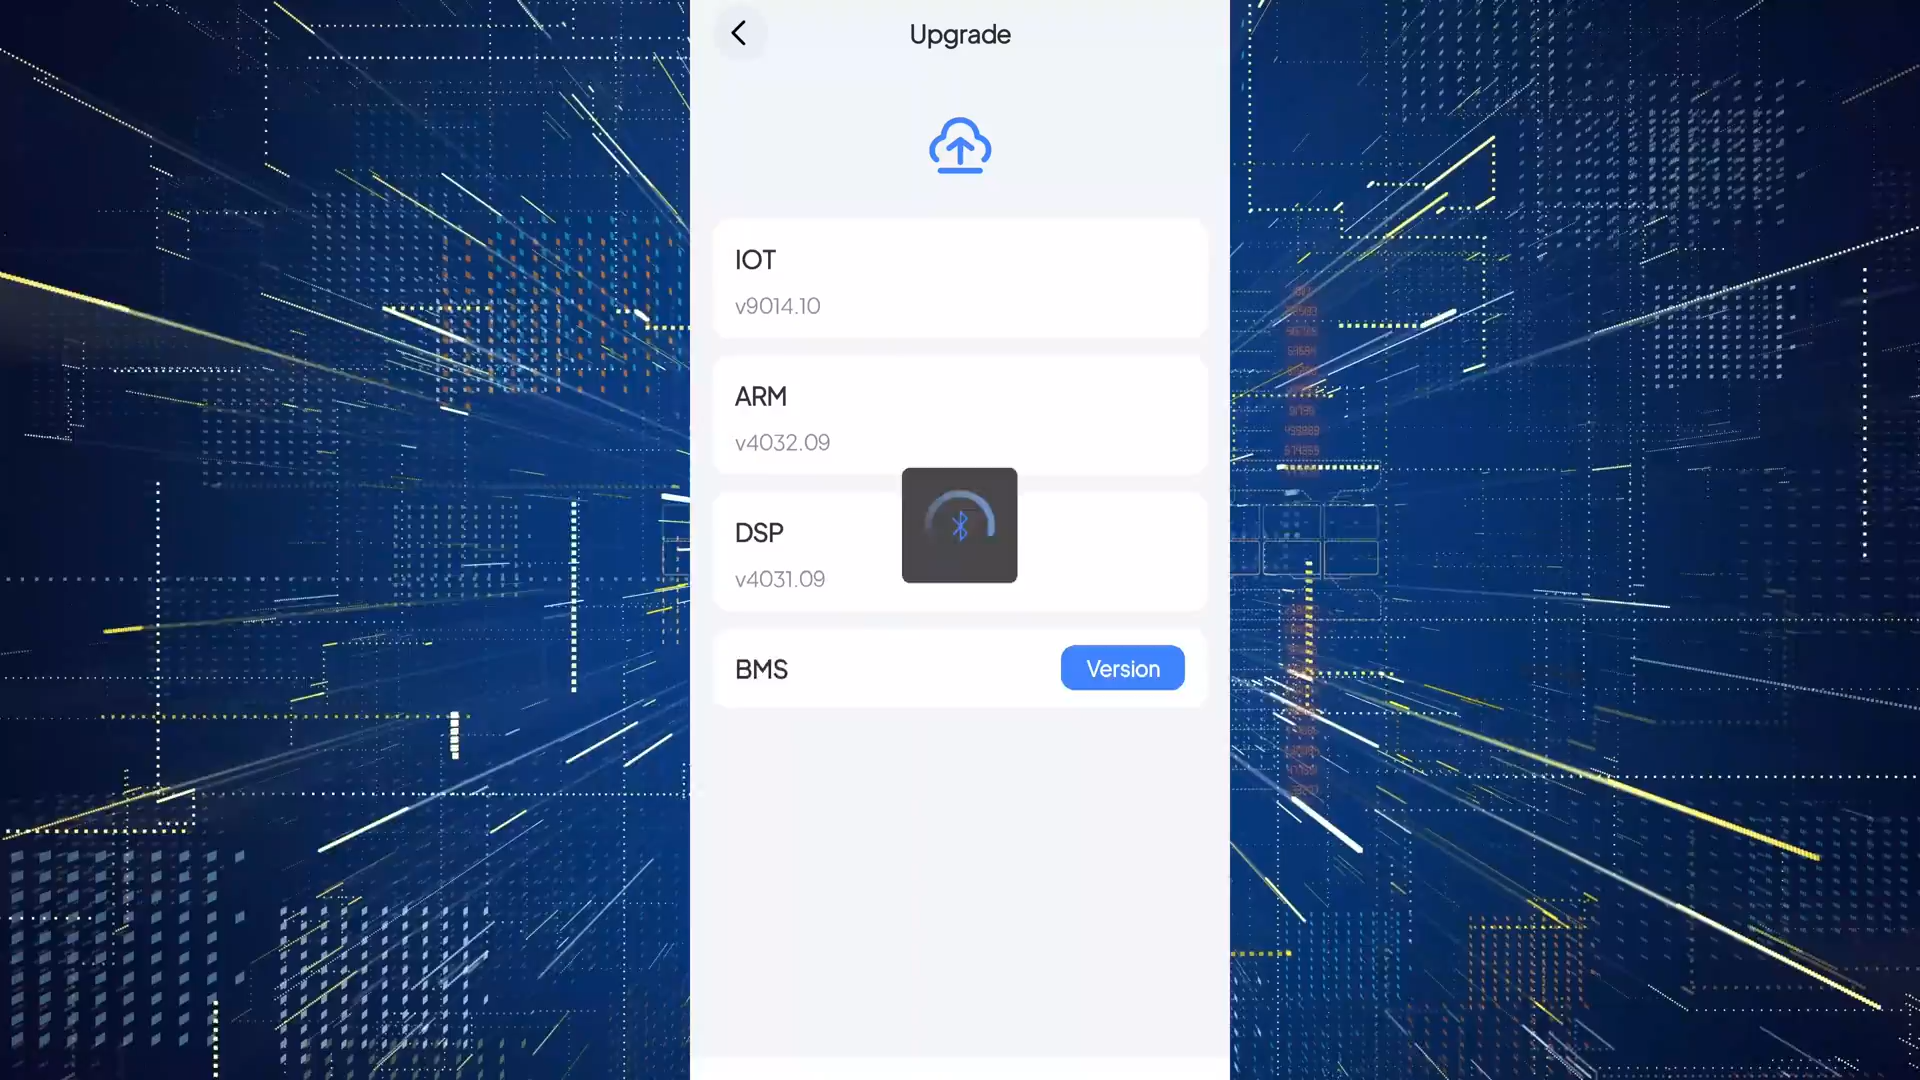 Upgrade
IOT
v9014.10
ARM
v4032.09
DSP
v4031.09
BMS
Version